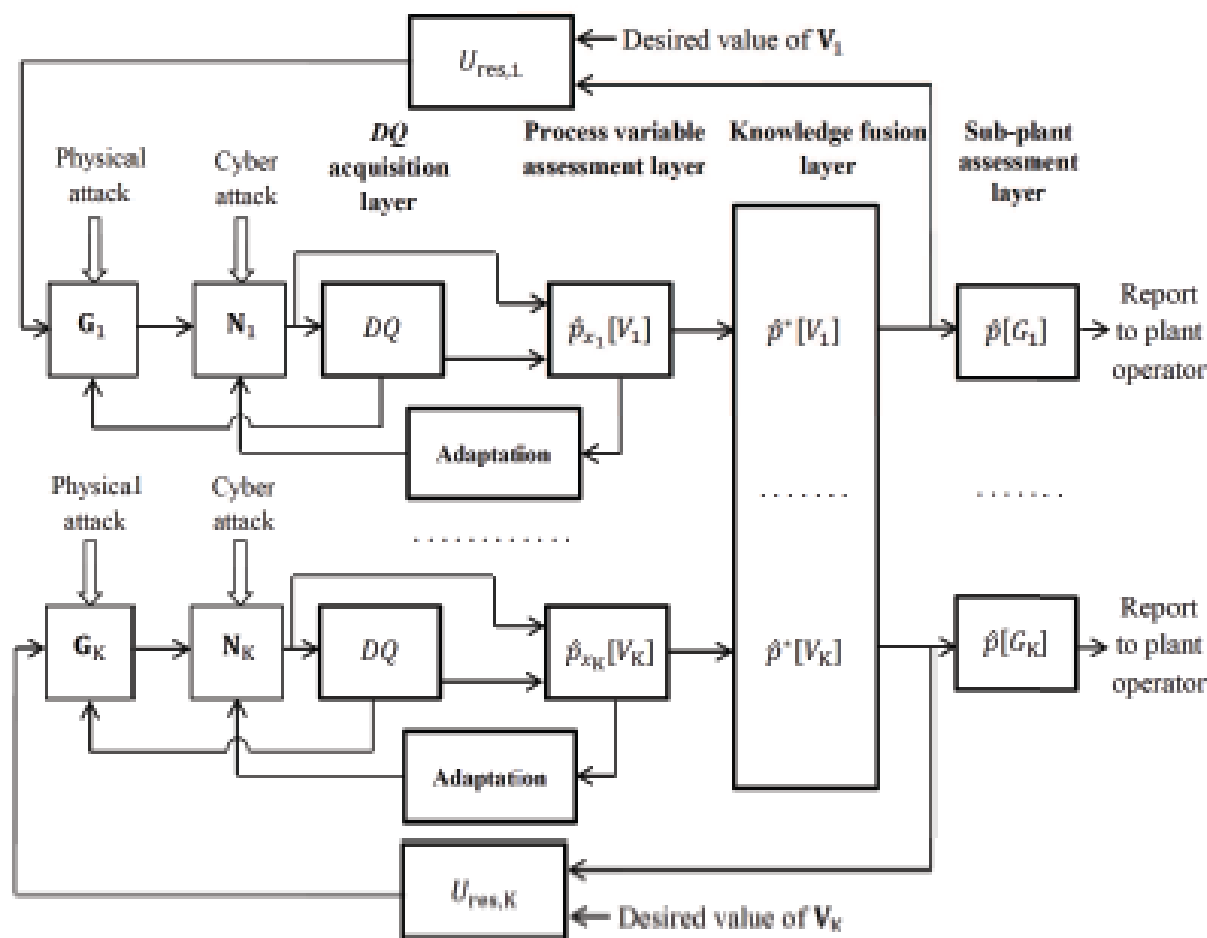 U_res,1
Desired value of V_1
DQ
acquisition
layer
Process variable
assessment layer
Knowledge fusion
layer
Sub-plant
assessment
layer
Physical
attack
Cyber
attack
G_1
N_1
DQ
p̂_x_1[V_1]
p̂*[V_1]
p̂[G_1]
Report
to plant
operator
Adaptation
Physical
attack
Cyber
attack
G_K
N_K
DQ
p̂_x_K[V_K]
p̂*[V_K]
p̂[G_K]
Report
to plant
operator
Adaptation
U_res,K
Desired value of V_K